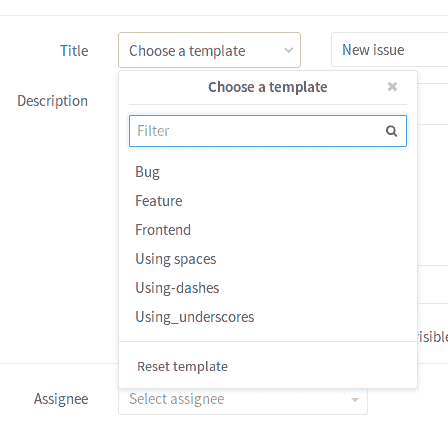 Title
Choose a template
New issue
Description
Choose a template
Filter
Bug
Feature
Frontend
Using spaces
Using-dashes
Using_underscores
Reset template
Assignee
Select assignee